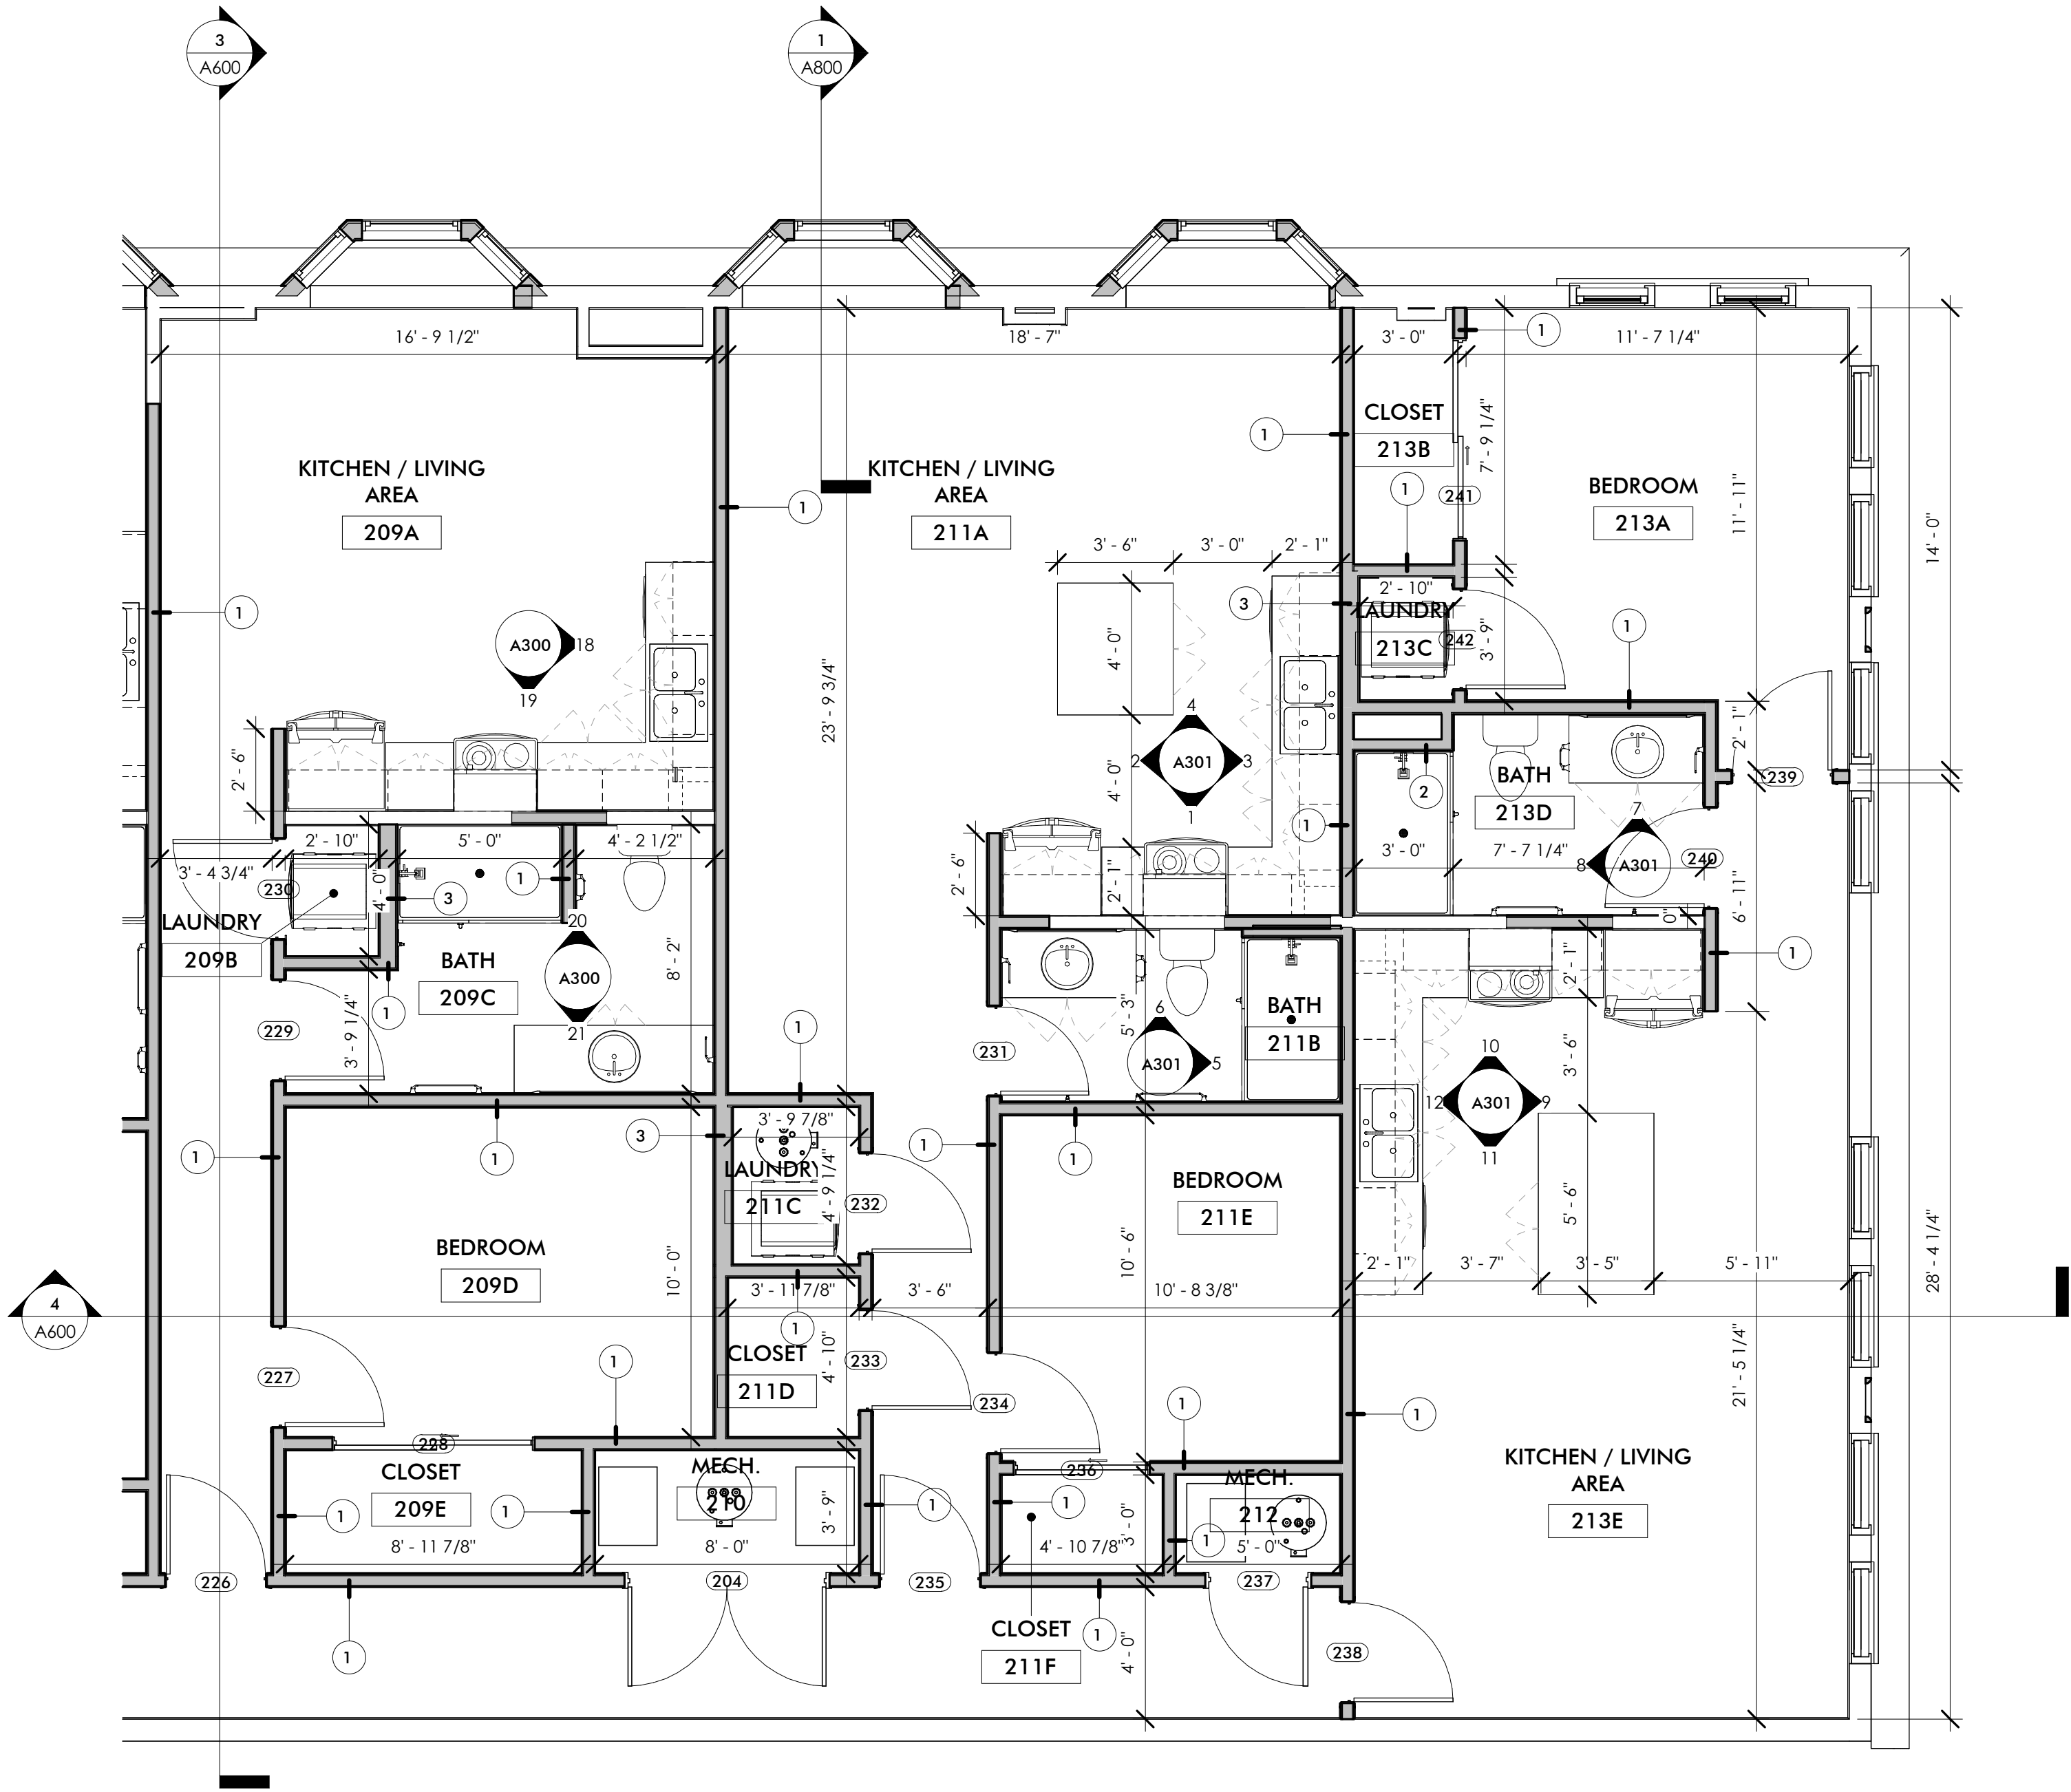 3
A600
1
A800
16' - 9 1/2"
18' - 7"
3' - 0"
1
11' - 7 1/4"
CLOSET
213B
1
7' - 9 1/4"
KITCHEN / LIVING
AREA
209A
KITCHEN / LIVING
AREA
211A
1
1
241
BEDROOM
213A
11' - 11"
14' - 0"
3' - 6"
3' - 0"
2' - 1"
1
3
2' - 10"
LAUNDRY
213C
242
3' - 9"
1
A300
18
19
4' - 0"
23' - 9 3/4"
4
2
A301
3
1
4' - 0"
2' - 6"
2' - 1"
239
BATH
213D
2
7
8
A301
240
1
3' - 0"
7' - 7 1/4"
6' - 11"
2' - 10"
5' - 0"
4' - 2 1/2"
3' - 4 3/4"
230
4' - 0"
3
1
2' - 6"
2' - 1"
LAUNDRY
209B
20
A300
21
BATH
209C
8' - 2"
0"
2' - 1"
1
1
229
3' - 9 1/4"
1
231
5' - 3"
6
A301
5
BATH
211B
3' - 6"
10
12
A301
9
11
1
1
3
3' - 9 7/8"
1
1
LAUNDRY
211C
4' - 9 1/4"
232
BEDROOM
211E
5' - 6"
BEDROOM
209D
10' - 0"
10' - 6"
28' - 4 1/4"
2' - 1"
3' - 7"
3' - 5"
5' - 11"
3' - 11 7/8"
3' - 6"
10' - 8 3/8"
4
A600
1
CLOSET
211D
4' - 10"
233
1
227
234
1
1
21' - 5 1/4"
228
CLOSET
209E
MECH.
210
236
MECH.
212
KITCHEN / LIVING
AREA
213E
1
1
3' - 9"
1
1
3' - 0"
1
8' - 11 7/8"
8' - 0"
4' - 10 7/8"
5' - 0"
226
204
235
237
1
CLOSET
211F
1
4' - 0"
238